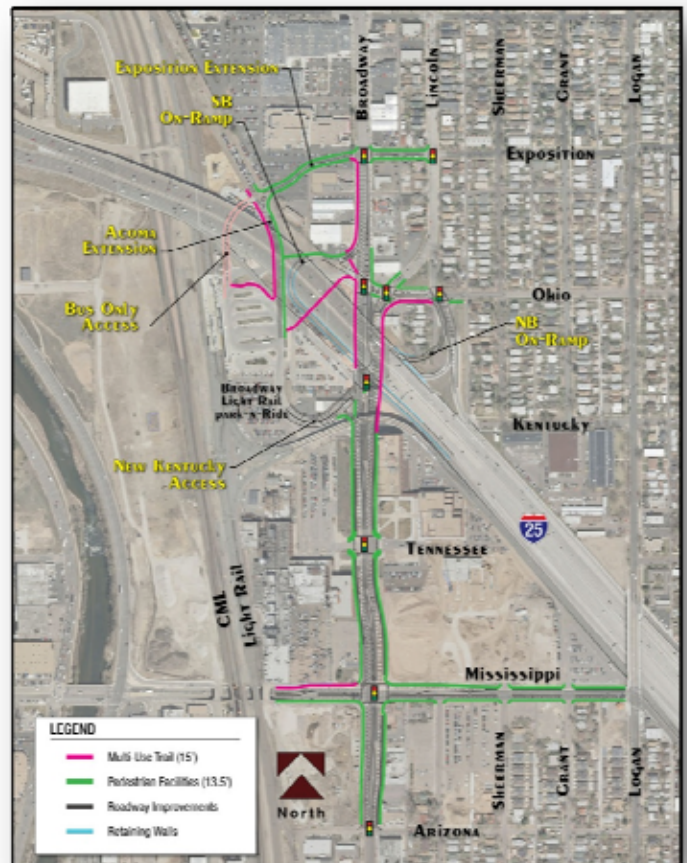 Exposition Extension
NB
On-Ramp
Broadway
Lincoln
Sherman
Grant
Logan
Exposition
Acoma
Extension
Bus Only
Access
Ohio
NB
On-Ramp
Broadway
Light Rail
park-n-Ride
Kentucky
New Kentucky
Access
25
Tennessee
CML
Light Rail
Mississippi
LEGEND
Multi Use Trail (15')
Pedestrian Facilities (13.5')
Roadway Improvements
Retaining Walls
North
Sherman
Grant
Logan
Arizona